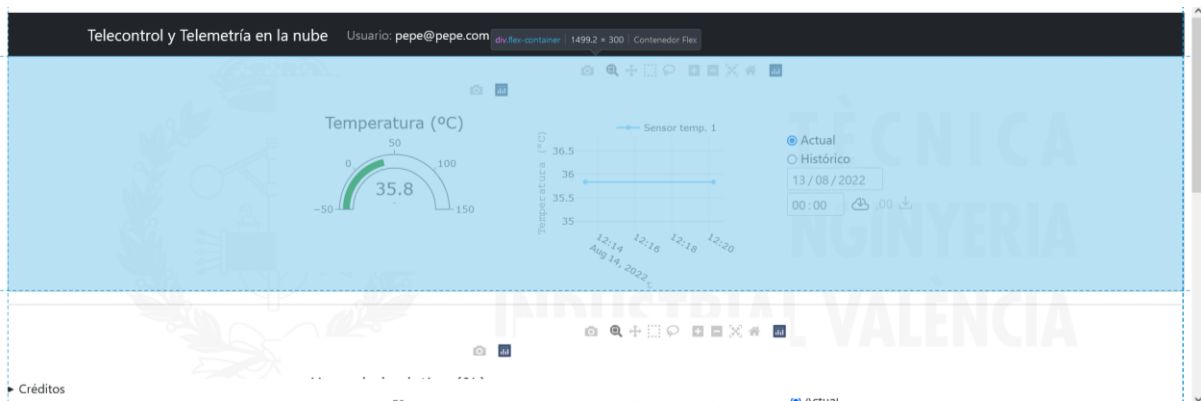 Telecontrol y Telemetría en la nube Usuario: pepe@pepe.com
div.flex-container 1499.2 × 300 Contenedor Flex
Temperatura (ºC)
-50
0
50
100
150
35.8
Sensor temp. 1
Temperatura (ºC)
36.5
36
35.5
35
12:14 12:16 12:18 12:20
Aug 14, 2022
Actual
Histórico
13/08/2022
00:00 ,00
TÈCNICA
NGINYERIA
INDUSTRIAL VALÈNCIA
Créditos
50
Actual